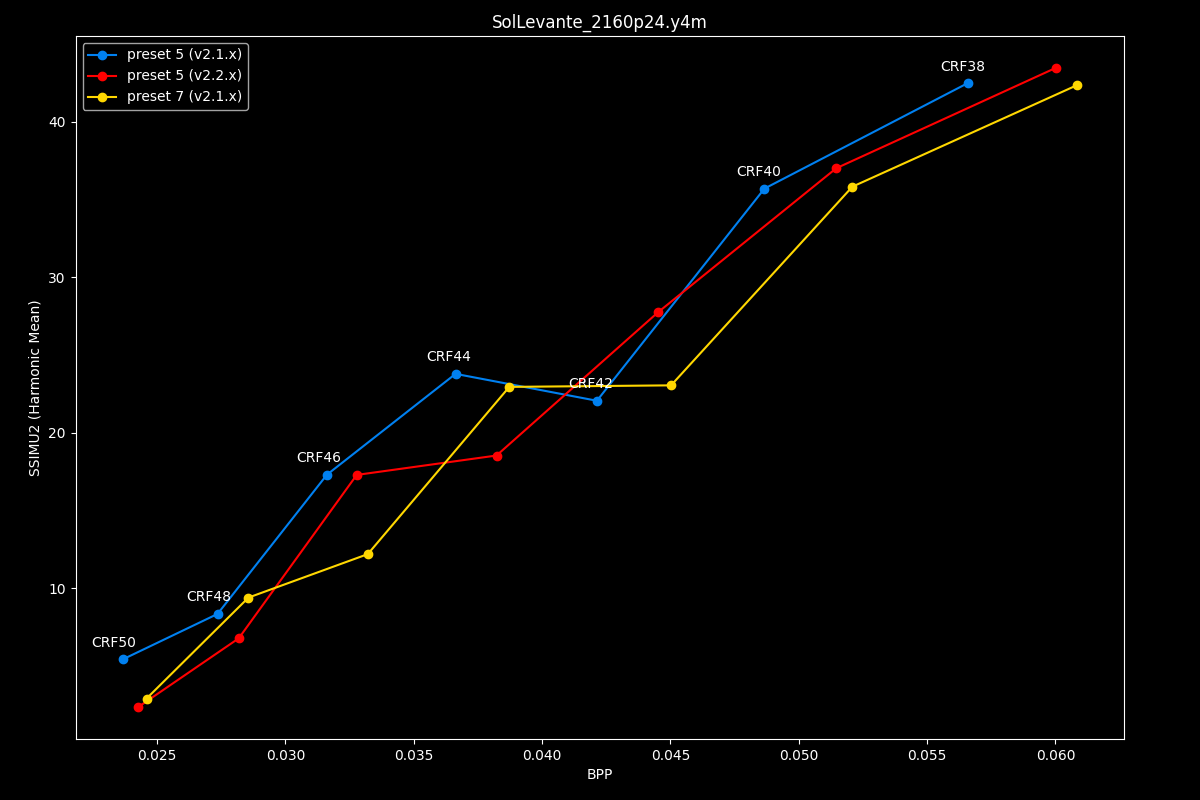 SolLevante_2160p24.y4m
preset 5 (v2.1.x)
preset 5 (v2.2.x)
preset 7 (v2.1.x)
CRF38
CRF40
CRF44
CRF42
CRF46
CRF48
CRF50
40
30
20
10
SSIMU2 (Harmonic Mean)
0.025 0.030 0.035 0.040 0.045 0.050 0.055 0.060
BPP